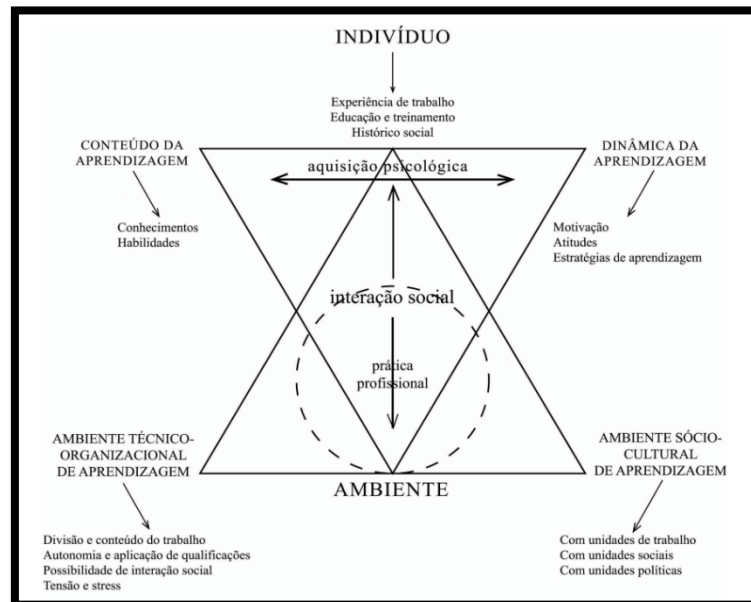 INDIVÍDUO
Experiência de trabalho
Educação e treinamento
Histórico social
CONTEÚDO DA
APRENDIZAGEM
DINÂMICA DA
APRENDIZAGEM
aquisição psicológica
Conhecimentos
Habilidades
Motivação
Atitudes
Estratégias de aprendizagem
interação social
prática
profissional
AMBIENTE TÉCNICO-
ORGANIZACIONAL
DE APRENDIZAGEM
AMBIENTE SÓCIO-
CULTURAL
DE APRENDIZAGEM
AMBIENTE
Divisão e conteúdo do trabalho
Autonomia e aplicação de qualificações
Possibilidade de interação social
Tensão e stress
Com unidades de trabalho
Com unidades sociais
Com unidades políticas